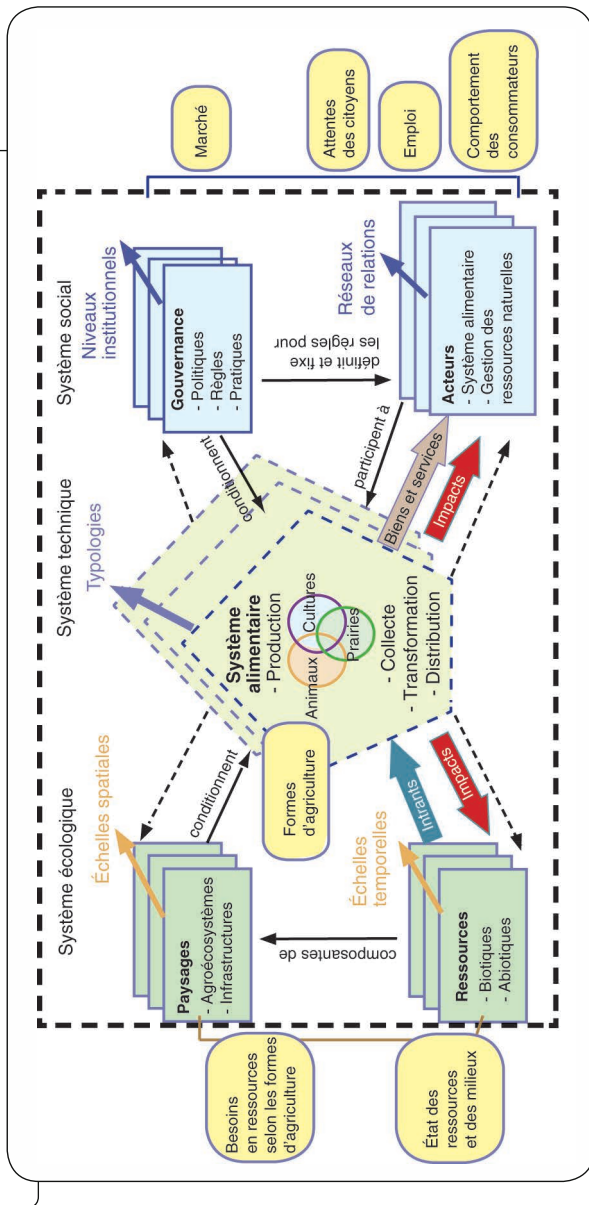 Système écologique
Système technique
Système social
Échelles spatiales
Typologies
Niveaux
institutionnels
Paysages
- Agroécosystèmes
- Infrastructures
conditionnent
Gouvernance
- Politiques
- Règles
- Pratiques
conditionnent
Besoins
en ressources
selon les formes
d'agriculture
Formes
d'agriculture
Système
alimentaire
- Production
Animaux
Cultures
Prairies
- Collecte
- Transformation
- Distribution
composantes de
définit et fixe
les règles pour
participent à
Échelles
temporelles
Intrants
Impacts
Biens et services
Impacts
Réseaux
de relations
Ressources
- Biotiques
- Abiotiques
Acteurs
- Système alimentaire
- Gestion des
ressources naturelles
État des
ressources
et des milieux
Marché
Attentes
des citoyens
Emploi
Comportement
des
consommateurs